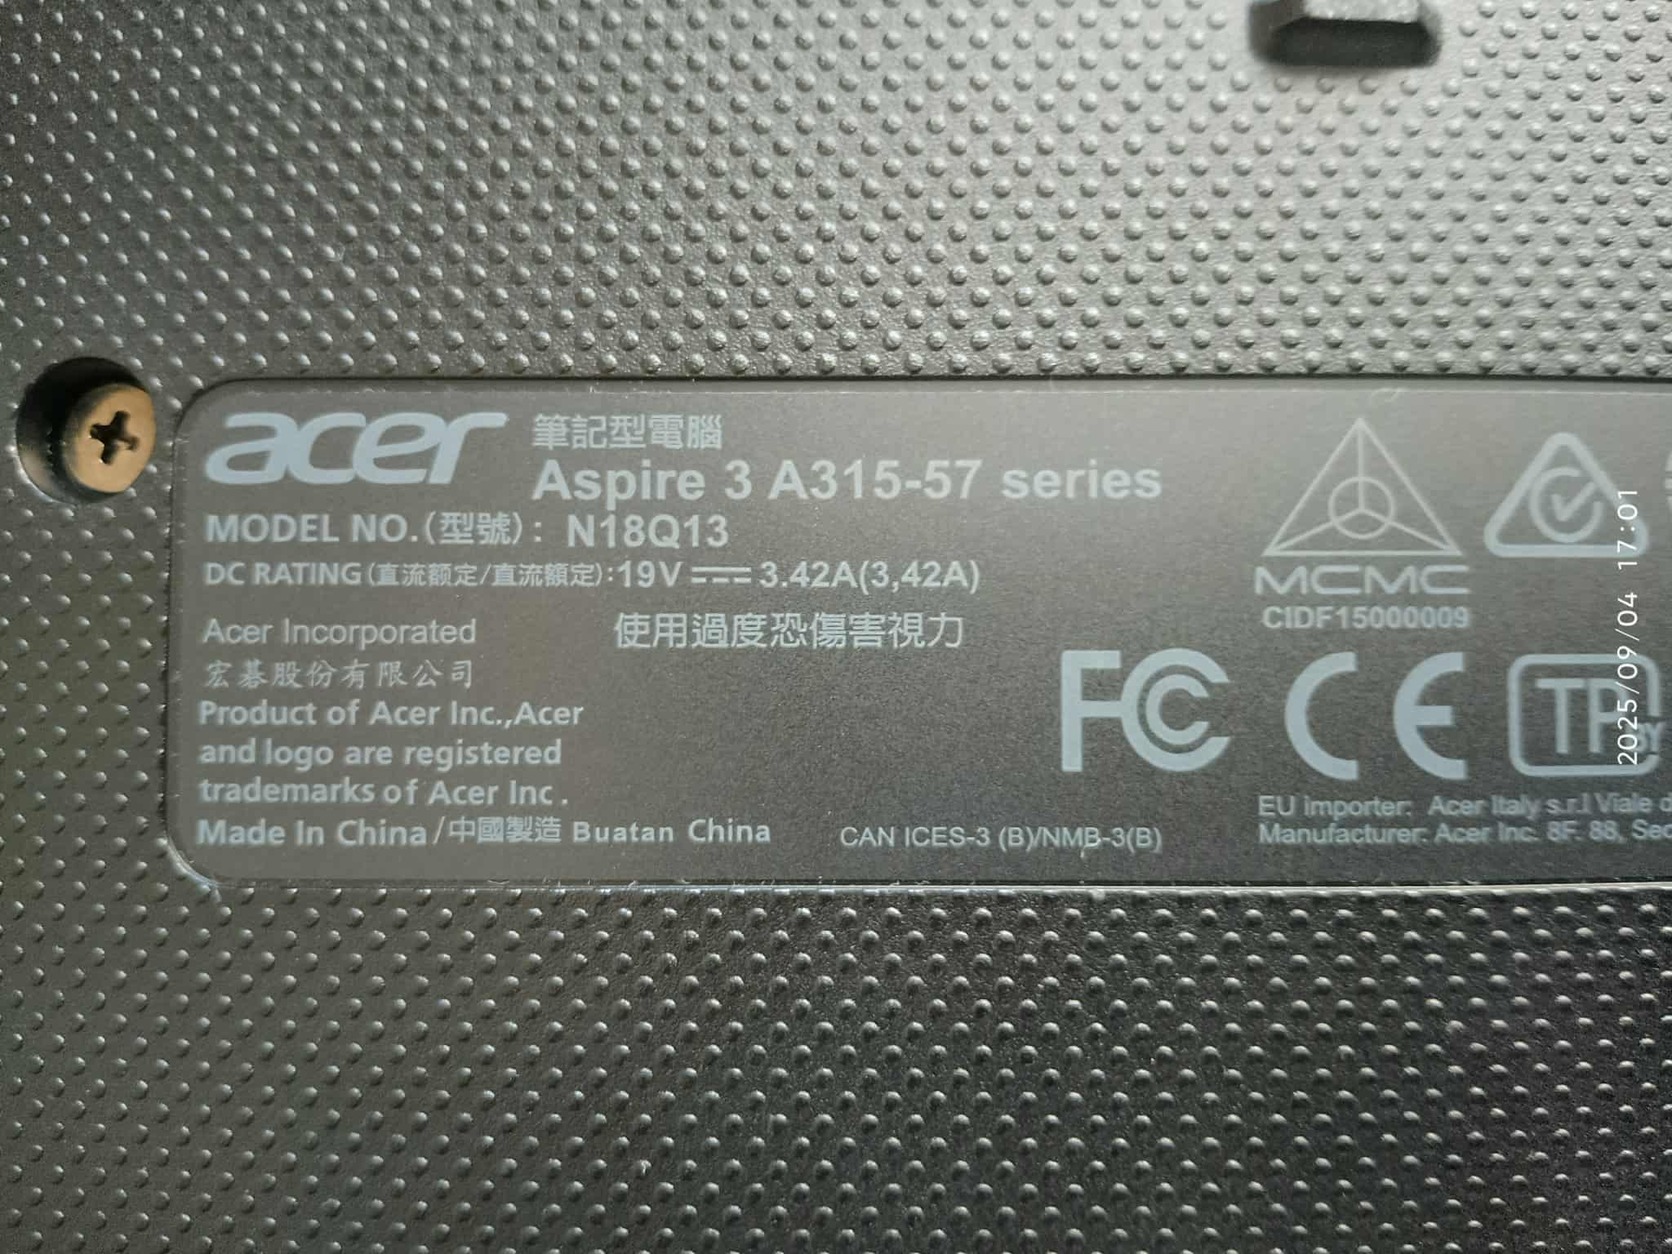 acer 筆記型電腦
Aspire 3 A315-57 series
MODEL NO.(型號): N18Q13
DC RATING(直流额定/直流額定):19V 3.42A(3,42A)
Acer Incorporated 使用過度恐傷害視力
宏碁股份有限公司
Product of Acer Inc.,Acer
and logo are registered
trademarks of Acer Inc.
Made In China/中國製造 Buatan China
CAN ICES-3 (B)/NMB-3(B)
MCMC
CIDF15000009
FC CE TP
EU Importer: Acer Italy s.r.l Viale
Manufacturer: Acer Inc. 8F. 88,
2025/09/04 17:01